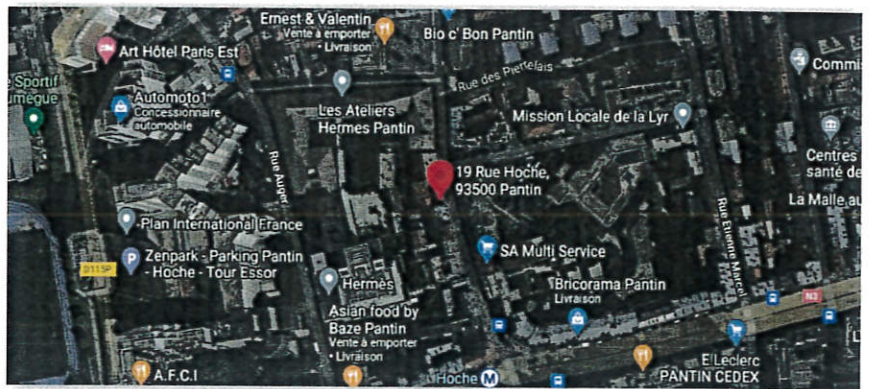 Ernest & Valentin
Vente à emporter
• Livraison
Bio c' Bon Pantin
Art Hôtel Paris Est
Rue des Pierrelais
Commi
Sportif
Automoto1
Concessionnaire
automobile
Les Ateliers
Hermes Pantin
Mission Locale de la Lyr
Centres
santé de
Rue Auger
19 Rue Hoche,
93500 Pantin
La Malle au
Plan International France
Rue Etienne Marcel
Zenpark - Parking Pantin
- Hoche - Tour Essor
D115P
SA Multi Service
Hermès
Asian food by
Baze Pantin
Vente à emporter
• Livraison
Bricorama Pantin
Livraison
N3
A.F.C.I
Hoche M
E.Leclerc
PANTIN CEDEX